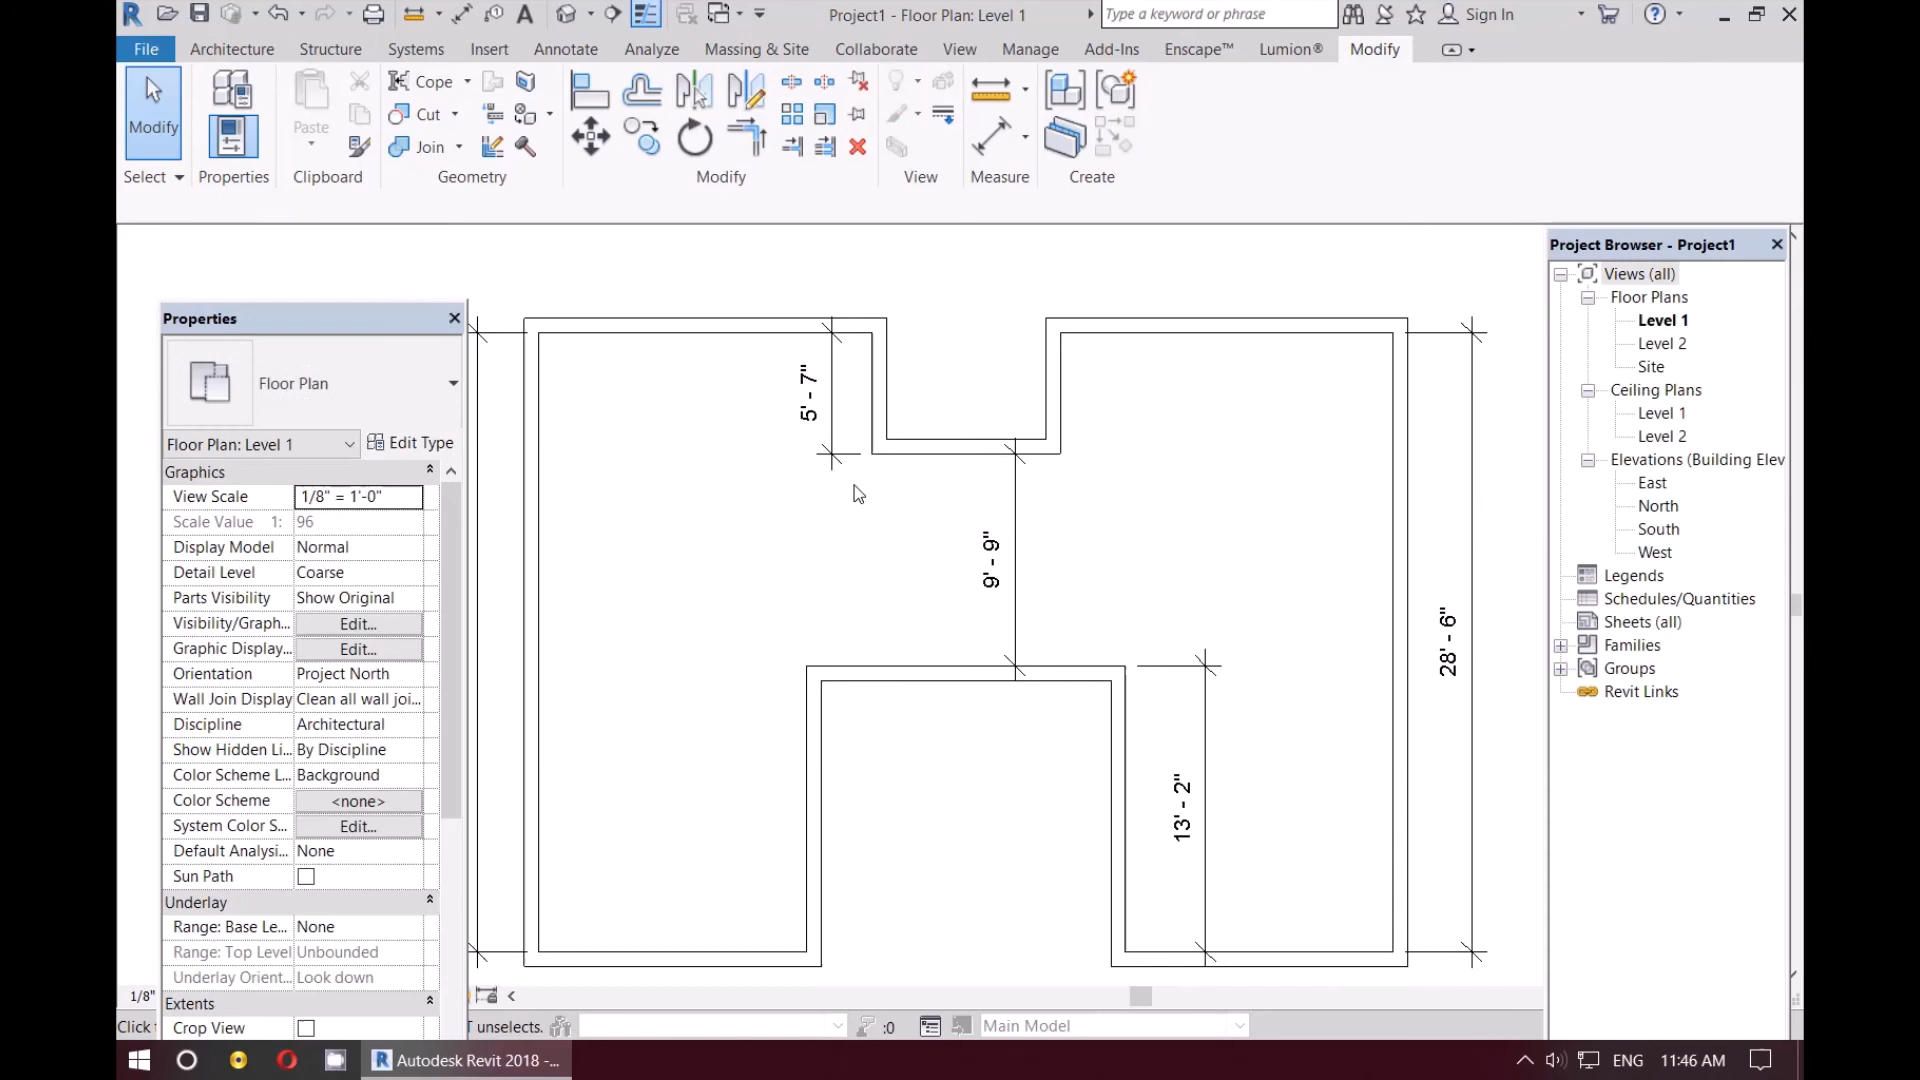 Project1 - Floor Plan: Level 1
Type a keyword or phrase
Sign In
File
Architecture
Structure
Systems
Insert
Annotate
Analyze
Massing & Site
Collaborate
View
Manage
Add-Ins
Enscape™
Lumion®
Modify
Modify
Paste
Cope
Cut
Join
Select
Properties
Clipboard
Geometry
Modify
View
Measure
Create
Properties
Floor Plan
Floor Plan: Level 1
Edit Type
Graphics
View Scale 1/8" = 1'-0"
Scale Value 1: 96
Display Model Normal
Detail Level Coarse
Parts Visibility Show Original
Visibility/Graph... Edit...
Graphic Display... Edit...
Orientation Project North
Wall Join Display Clean all wall joi...
Discipline Architectural
Show Hidden Li... By Discipline
Color Scheme L... Background
Color Scheme <none>
System Color S... Edit...
Default Analysi... None
Sun Path
Underlay
Range: Base Le... None
Range: Top Level Unbounded
Underlay Orient... Look down
Extents
Crop View
5' - 7"
9' - 9"
13' - 2"
28' - 6"
Project Browser - Project1
Views (all)
Floor Plans
Level 1
Level 2
Site
Ceiling Plans
Level 1
Level 2
Elevations (Building Elev
East
North
South
West
Legends
Schedules/Quantities
Sheets (all)
Families
Groups
Revit Links
1/8"
Click
unselects.
:0
Main Model
Autodesk Revit 2018 -...
ENG
11:46 AM